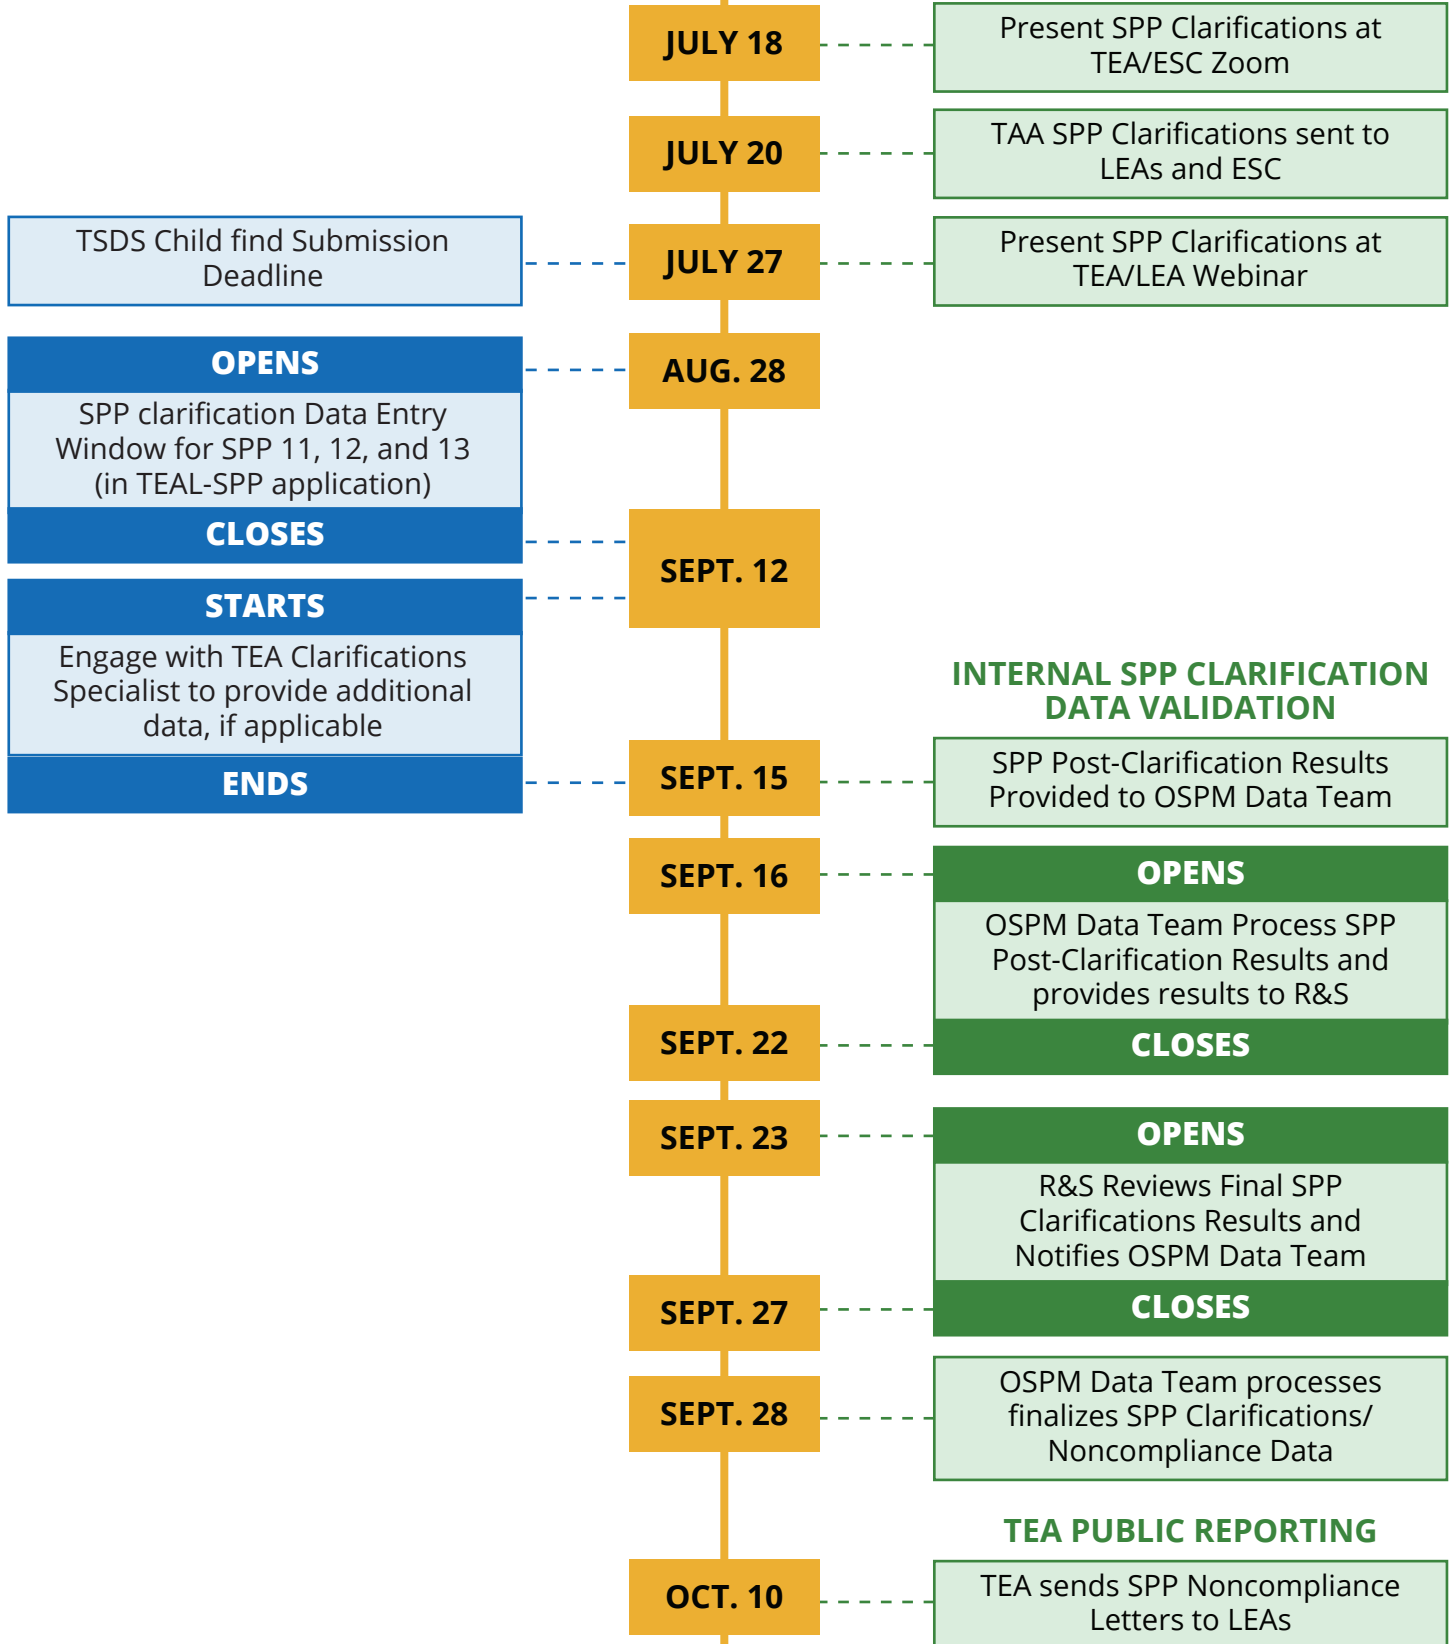 JULY 18
Present SPP Clarifications at
TEA/ESC Zoom
JULY 20
TAA SPP Clarifications sent to
LEAs and ESC
TSDS Child find Submission
Deadline
JULY 27
Present SPP Clarifications at
TEA/LEA Webinar
OPENS
AUG. 28
SPP clarification Data Entry
Window for SPP 11, 12, and 13
(in TEAL-SPP application)
CLOSES
SEPT. 12
STARTS
Engage with TEA Clarifications
Specialist to provide additional
data, if applicable
ENDS
INTERNAL SPP CLARIFICATION
DATA VALIDATION
SEPT. 15
SPP Post-Clarification Results
Provided to OSPM Data Team
SEPT. 16
OPENS
OSPM Data Team Process SPP
Post-Clarification Results and
provides results to R&S
SEPT. 22
CLOSES
SEPT. 23
OPENS
R&S Reviews Final SPP
Clarifications Results and
Notifies OSPM Data Team
SEPT. 27
CLOSES
SEPT. 28
OSPM Data Team processes
finalizes SPP Clarifications/
Noncompliance Data
TEA PUBLIC REPORTING
OCT. 10
TEA sends SPP Noncompliance
Letters to LEAs